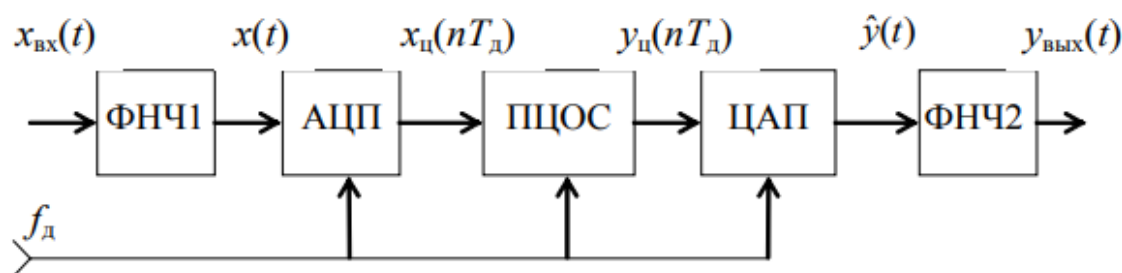 xвх(t) x(t) xц(nTд) yц(nTд) ŷ(t) yвых(t)
ФНЧ1 АЦП ПЦОС ЦАП ФНЧ2
fд